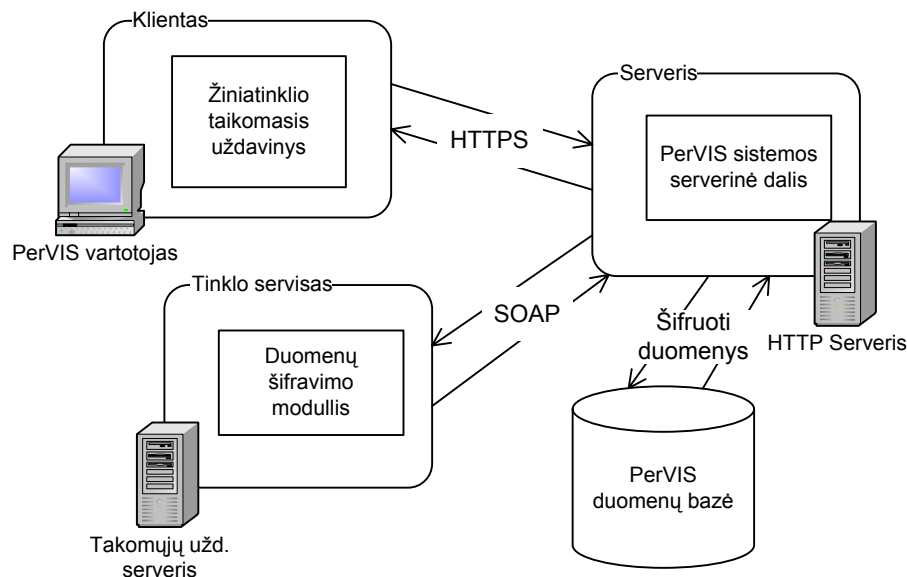 Klientas
Žiniatinklio
taikomasis
uždavinys
PerVIS vartotojas
HTTPS
Serveris
PerVIS sistemos
serverinė dalis
HTTP Serveris
Tinklo servisas
Duomenų
šifravimo
modullis
Takomųjų užd.
serveris
SOAP
Šifruoti
duomenys
PerVIS
duomenų bazė